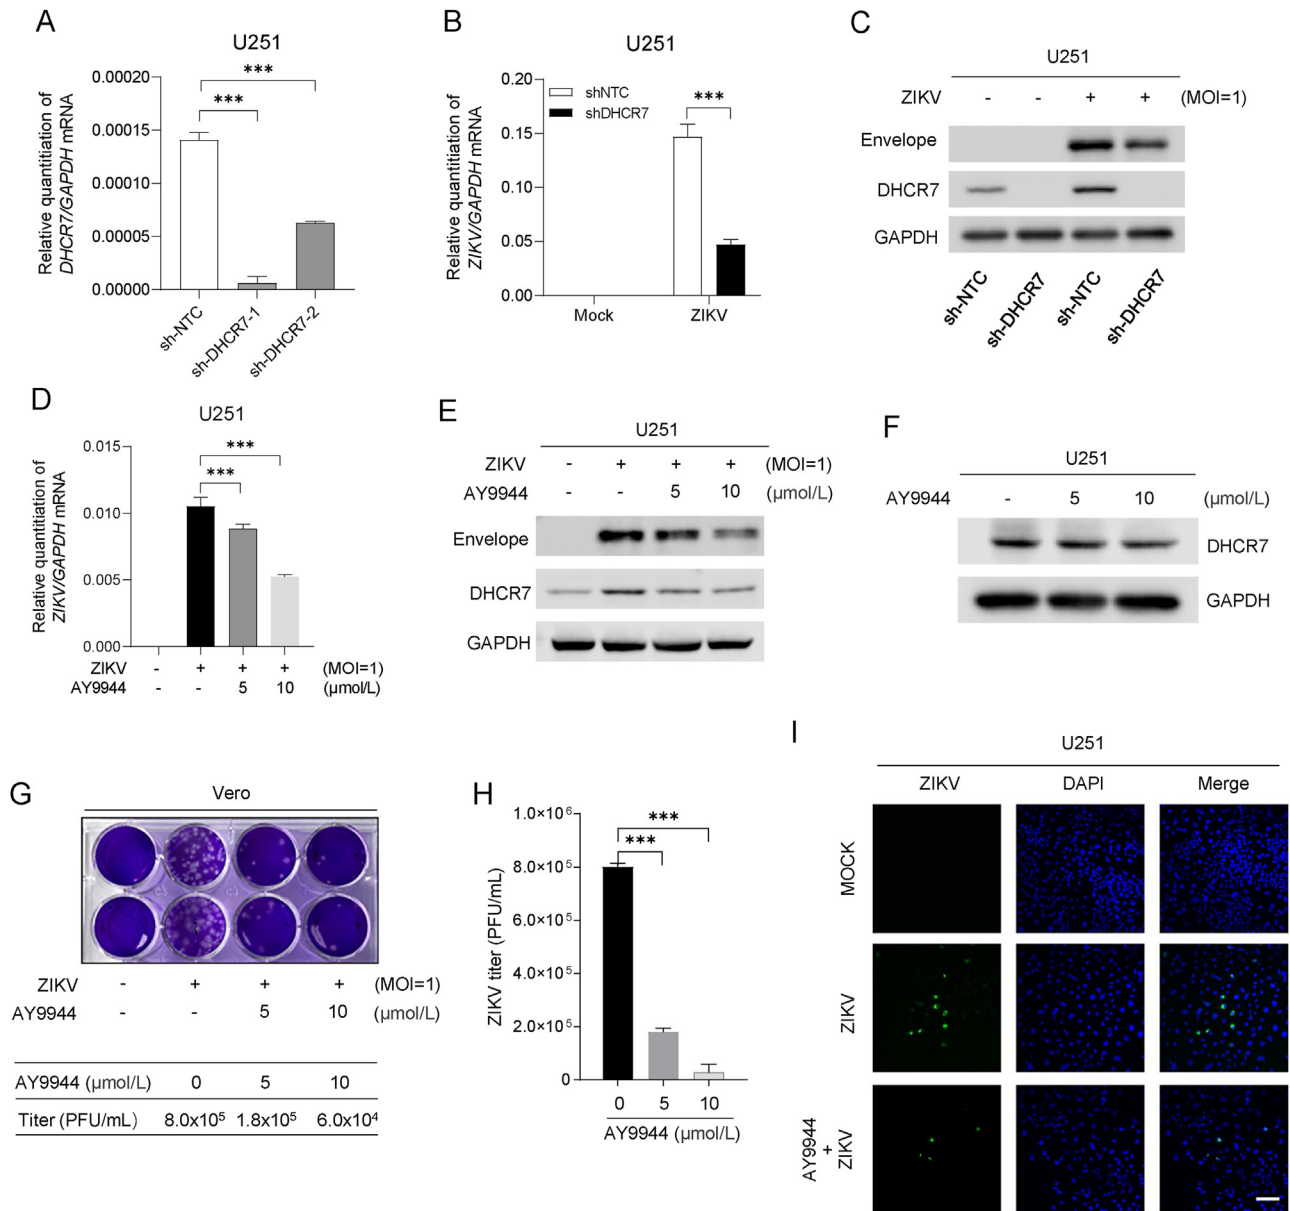 A
U251
Relative quantitiation of
DHCR7/GAPDH mRNA
0.00020
0.00015
0.00010
0.00005
0.00000
***
***
sh-NTC
sh-DHCR7-1
sh-DHCR7-2
B
U251
Relative quantitiation of
ZIKV/GAPDH mRNA
0.20
0.15
0.10
0.05
0.00
shNTC
shDHCR7
***
Mock
ZIKV
C
U251
ZIKV - - + + (MOI=1)
Envelope
DHCR7
GAPDH
sh-NTC
sh-DHCR7
sh-NTC
sh-DHCR7
D
U251
Relative quantitiation of
ZIKV/GAPDH mRNA
0.015
0.010
0.005
0.000
***
***
ZIKV - + + + (MOI=1)
AY9944 - - 5 10 (μmol/L)
E
U251
ZIKV - + + + (MOI=1)
AY9944 - - 5 10 (μmol/L)
Envelope
DHCR7
GAPDH
F
U251
AY9944 - 5 10 (μmol/L)
DHCR7
GAPDH
G
Vero
ZIKV - + + + (MOI=1)
AY9944 - - 5 10 (μmol/L)
AY9944 (μmol/L) 0 5 10
Titer (PFU/mL) 8.0x10⁵ 1.8x10⁵ 6.0x10⁴
H
ZIKV titer (PFU/mL)
1.0×10⁶
8.0×10⁵
6.0×10⁵
4.0×10⁵
2.0×10⁵
0
***
***
0 5 10
AY9944 (μmol/L)
I
U251
ZIKV DAPI Merge
MOCK
ZIKV
AY9944
+
ZIKV